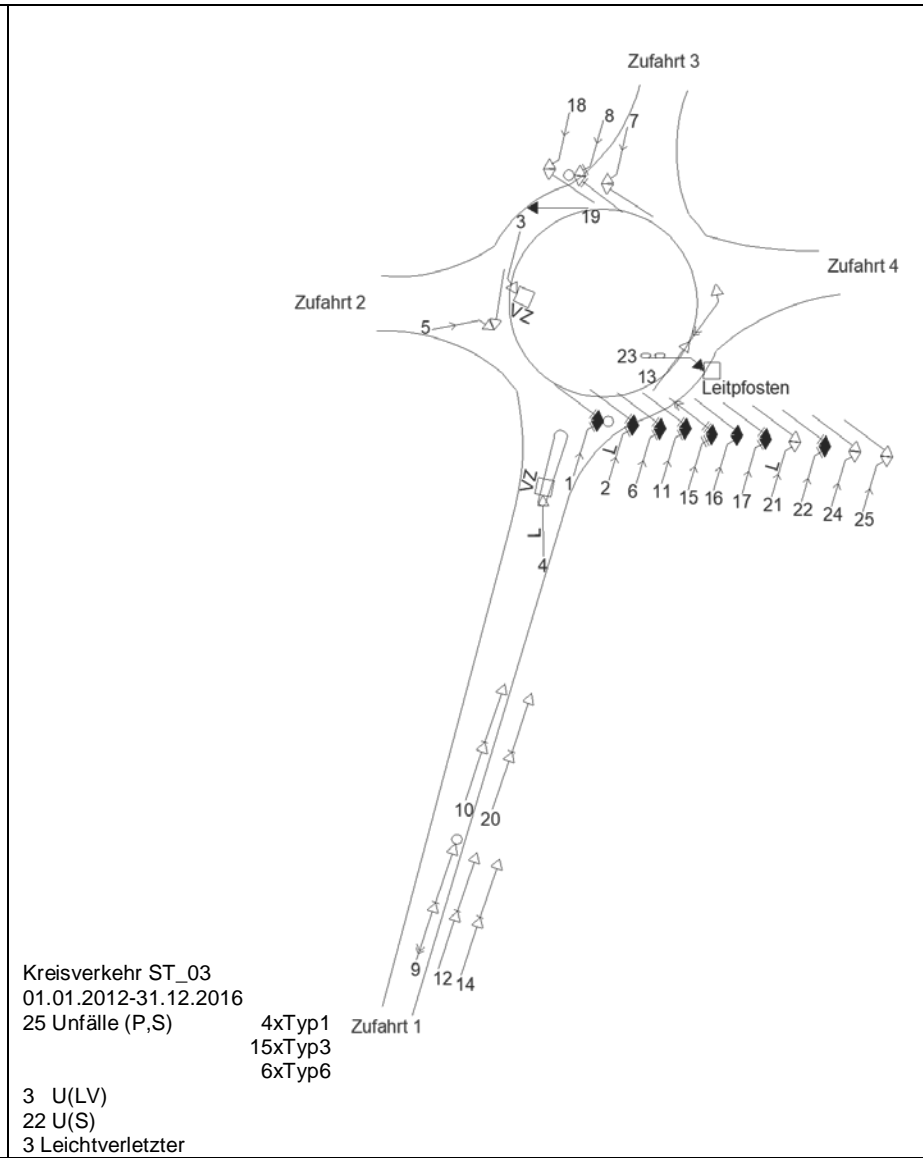 Zufahrt 3
18
8
7
3
19
Zufahrt 4
Zufahrt 2
VZ
5
23
13
Leitpfosten
VZ
1
L
2
6
11
15
16
17
L
21
22
24
25
L
4
10
20
9
12
14
Kreisverkehr ST_03
01.01.2012-31.12.2016
25 Unfälle (P,S) 4xTyp1
Zufahrt 1
15xTyp3
6xTyp6
3 U(LV)
22 U(S)
3 Leichtverletzter